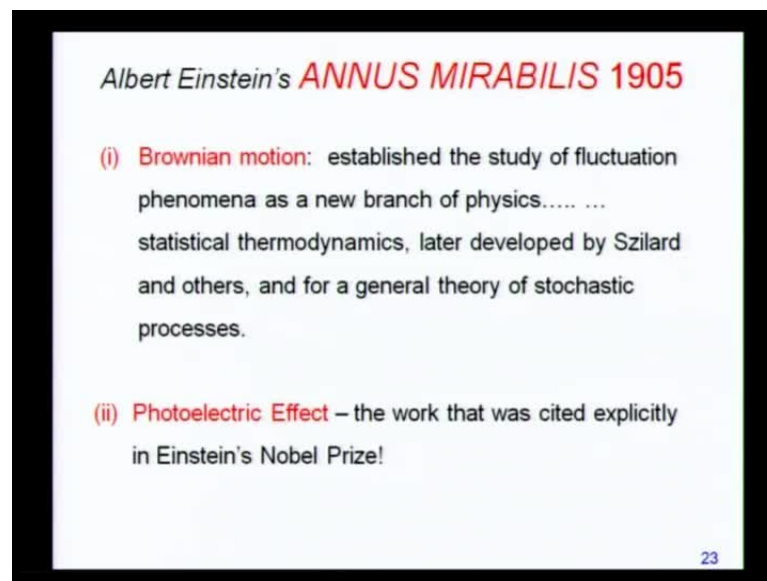 Albert Einstein's ANNUS MIRABILIS 1905
(i) Brownian motion: established the study of fluctuation
phenomena as a new branch of physics..... ...
statistical thermodynamics, later developed by Szilard
and others, and for a general theory of stochastic
processes.
(ii) Photoelectric Effect – the work that was cited explicitly
in Einstein's Nobel Prize!
23